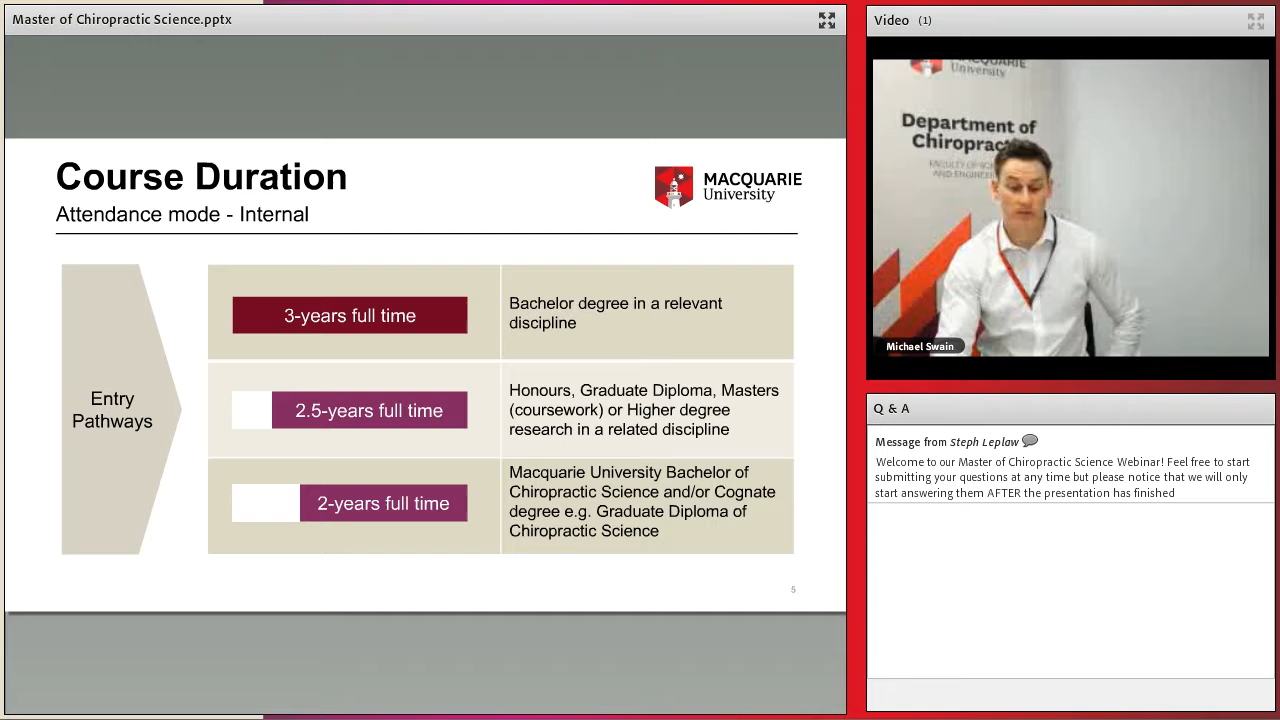 Master of Chiropractic Science.pptx
Course Duration
Attendance mode - Internal
MACQUARIE
University
Entry
Pathways
3-years full time
Bachelor degree in a relevant
discipline
2.5-years full time
Honours, Graduate Diploma, Masters
(coursework) or Higher degree
research in a related discipline
2-years full time
Macquarie University Bachelor of
Chiropractic Science and/or Cognate
degree e.g. Graduate Diploma of
Chiropractic Science
5
Video (1)
University
Department of
Michael Swain
Q & A
Message from Steph Leplaw
Welcome to our Master of Chiropractic Science Webinar! Feel free to start
submitting your questions at any time but please notice that we will only
start answering them AFTER the presentation has finished